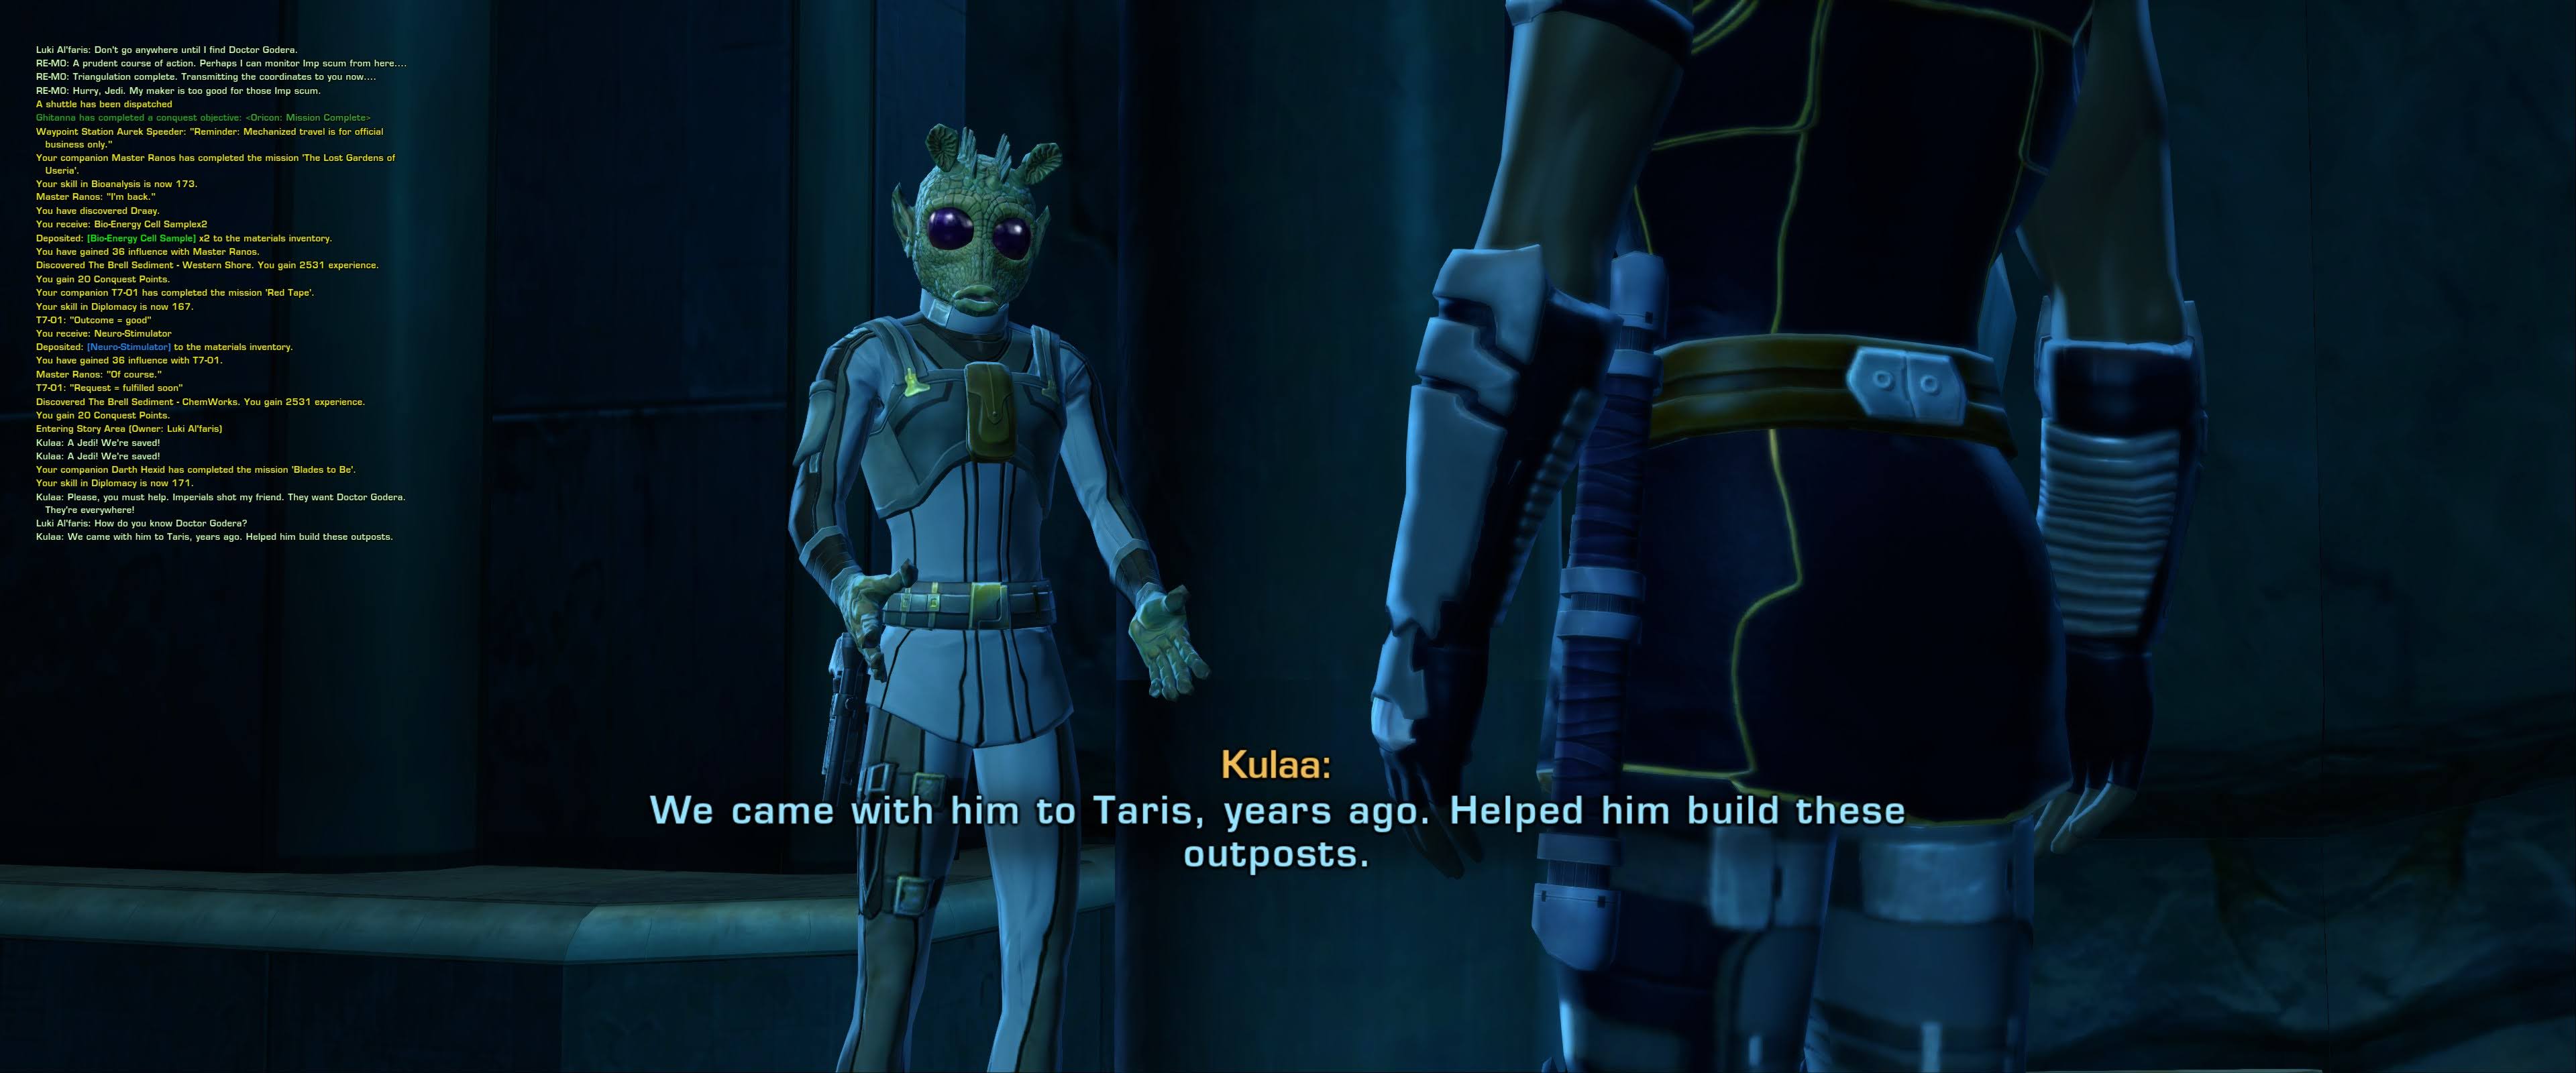 Luki Al'faris: Don't go anywhere until I find Doctor Godera.
RE-M0: A prudent course of action. Perhaps I can monitor Imp scum from here....
RE-M0: Triangulation complete. Transmitting the coordinates to you now....
RE-M0: Hurry, Jedi. My maker is too good for those Imp scum.
A shuttle has been dispatched
Ghitanna has completed a conquest objective: <Oricon: Mission Complete>
Waypoint Station Aurek Speeder: "Reminder: Mechanized travel is for official
business only."
Your companion Master Ranos has completed the mission 'The Lost Gardens of
Useria'.
Your skill in Bioanalysis is now 173.
Master Ranos: "I'm back."
You have discovered Draay.
You receive: Bio-Energy Cell Samplex2
Deposited: [Bio-Energy Cell Sample] x2 to the materials inventory.
You have gained 36 influence with Master Ranos.
Discovered The Brell Sediment - Western Shore. You gain 2531 experience.
You gain 20 Conquest Points.
Your companion T7-01 has completed the mission 'Red Tape'.
Your skill in Diplomacy is now 167.
T7-01: "Outcome = good"
You receive: Neuro-Stimulator
Deposited: [Neuro-Stimulator] to the materials inventory.
You have gained 36 influence with T7-01.
Master Ranos: "Of course."
T7-01: "Request = fulfilled soon"
Discovered The Brell Sediment - ChemWorks. You gain 2531 experience.
You gain 20 Conquest Points.
Entering Story Area (Owner: Luki Al'faris)
Kulaa: A Jedi! We're saved!
Kulaa: A Jedi! We're saved!
Your companion Darth Hexid has completed the mission 'Blades to Be'.
Your skill in Diplomacy is now 171.
Kulaa: Please, you must help. Imperials shot my friend. They want Doctor Godera.
They're everywhere!
Luki Al'faris: How do you know Doctor Godera?
Kulaa: We came with him to Taris, years ago. Helped him build these outposts.
Kulaa:
We came with him to Taris, years ago. Helped him build these
outposts.